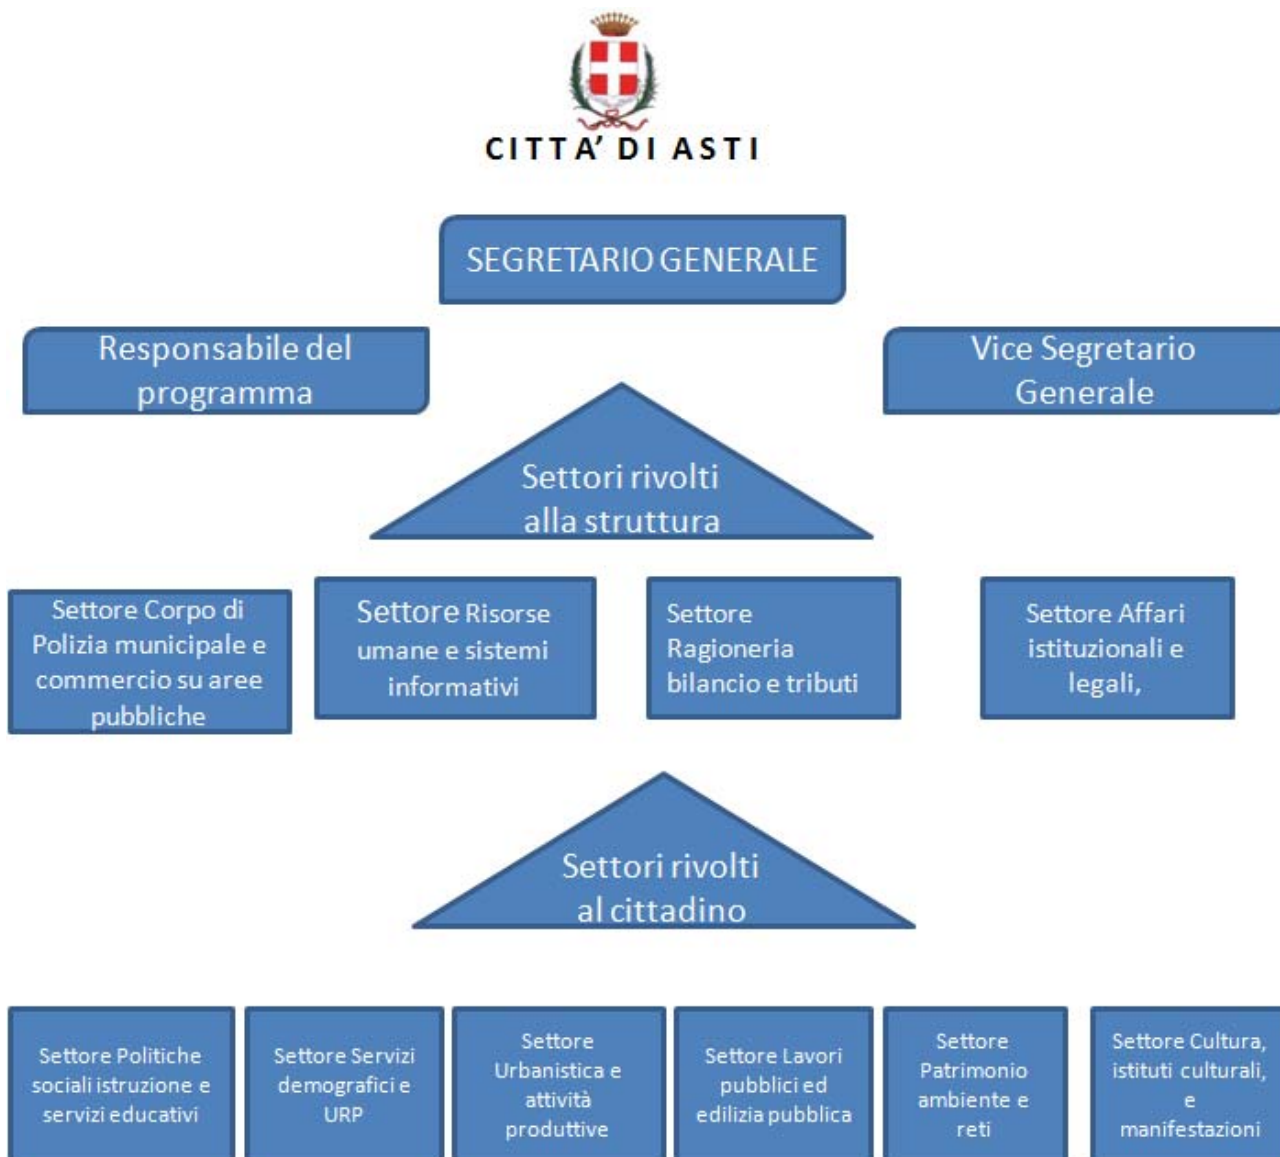 CITTA' DI ASTI
SEGRETARIO GENERALE
Responsabile del
programma
Vice Segretario
Generale
Settori rivolti
alla struttura
Settore Corpo di
Polizia municipale e
commercio su aree
pubbliche
Settore Risorse
umane e sistemi
informativi
Settore
Ragioneria
bilancio e tributi
Settore Affari
istituzionali e
legali,
Settori rivolti
al cittadino
Settore Politiche
sociali istruzione e
servizi educativi
Settore Servizi
demografici e
URP
Settore
Urbanistica e
attività
produttive
Settore Lavori
pubblici ed
edilizia pubblica
Settore
Patrimonio
ambiente e
reti
Settore Cultura,
istituti culturali,
e
manifestazioni